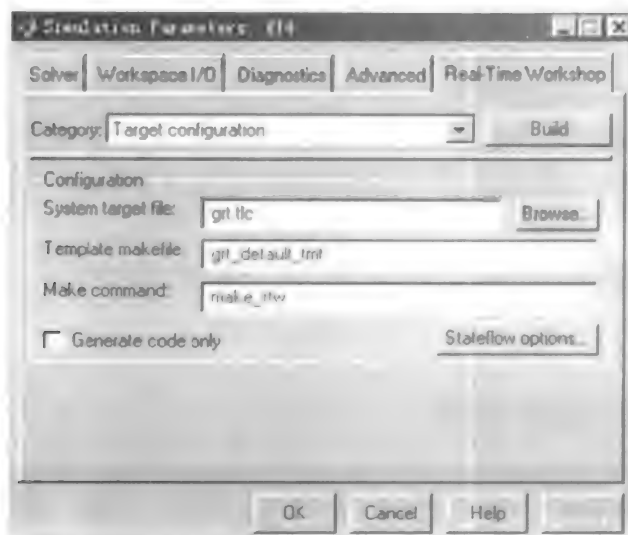 Simulation Parameters:
Solver Workspace I/O Diagnostics Advanced Real-Time Workshop
Category: Target configuration Build
Configuration
System target file: grt.tlc Browse...
Template makefile: grt_default_tmf
Make command: make_rtw
Generate code only Stateflow options...
OK Cancel Help